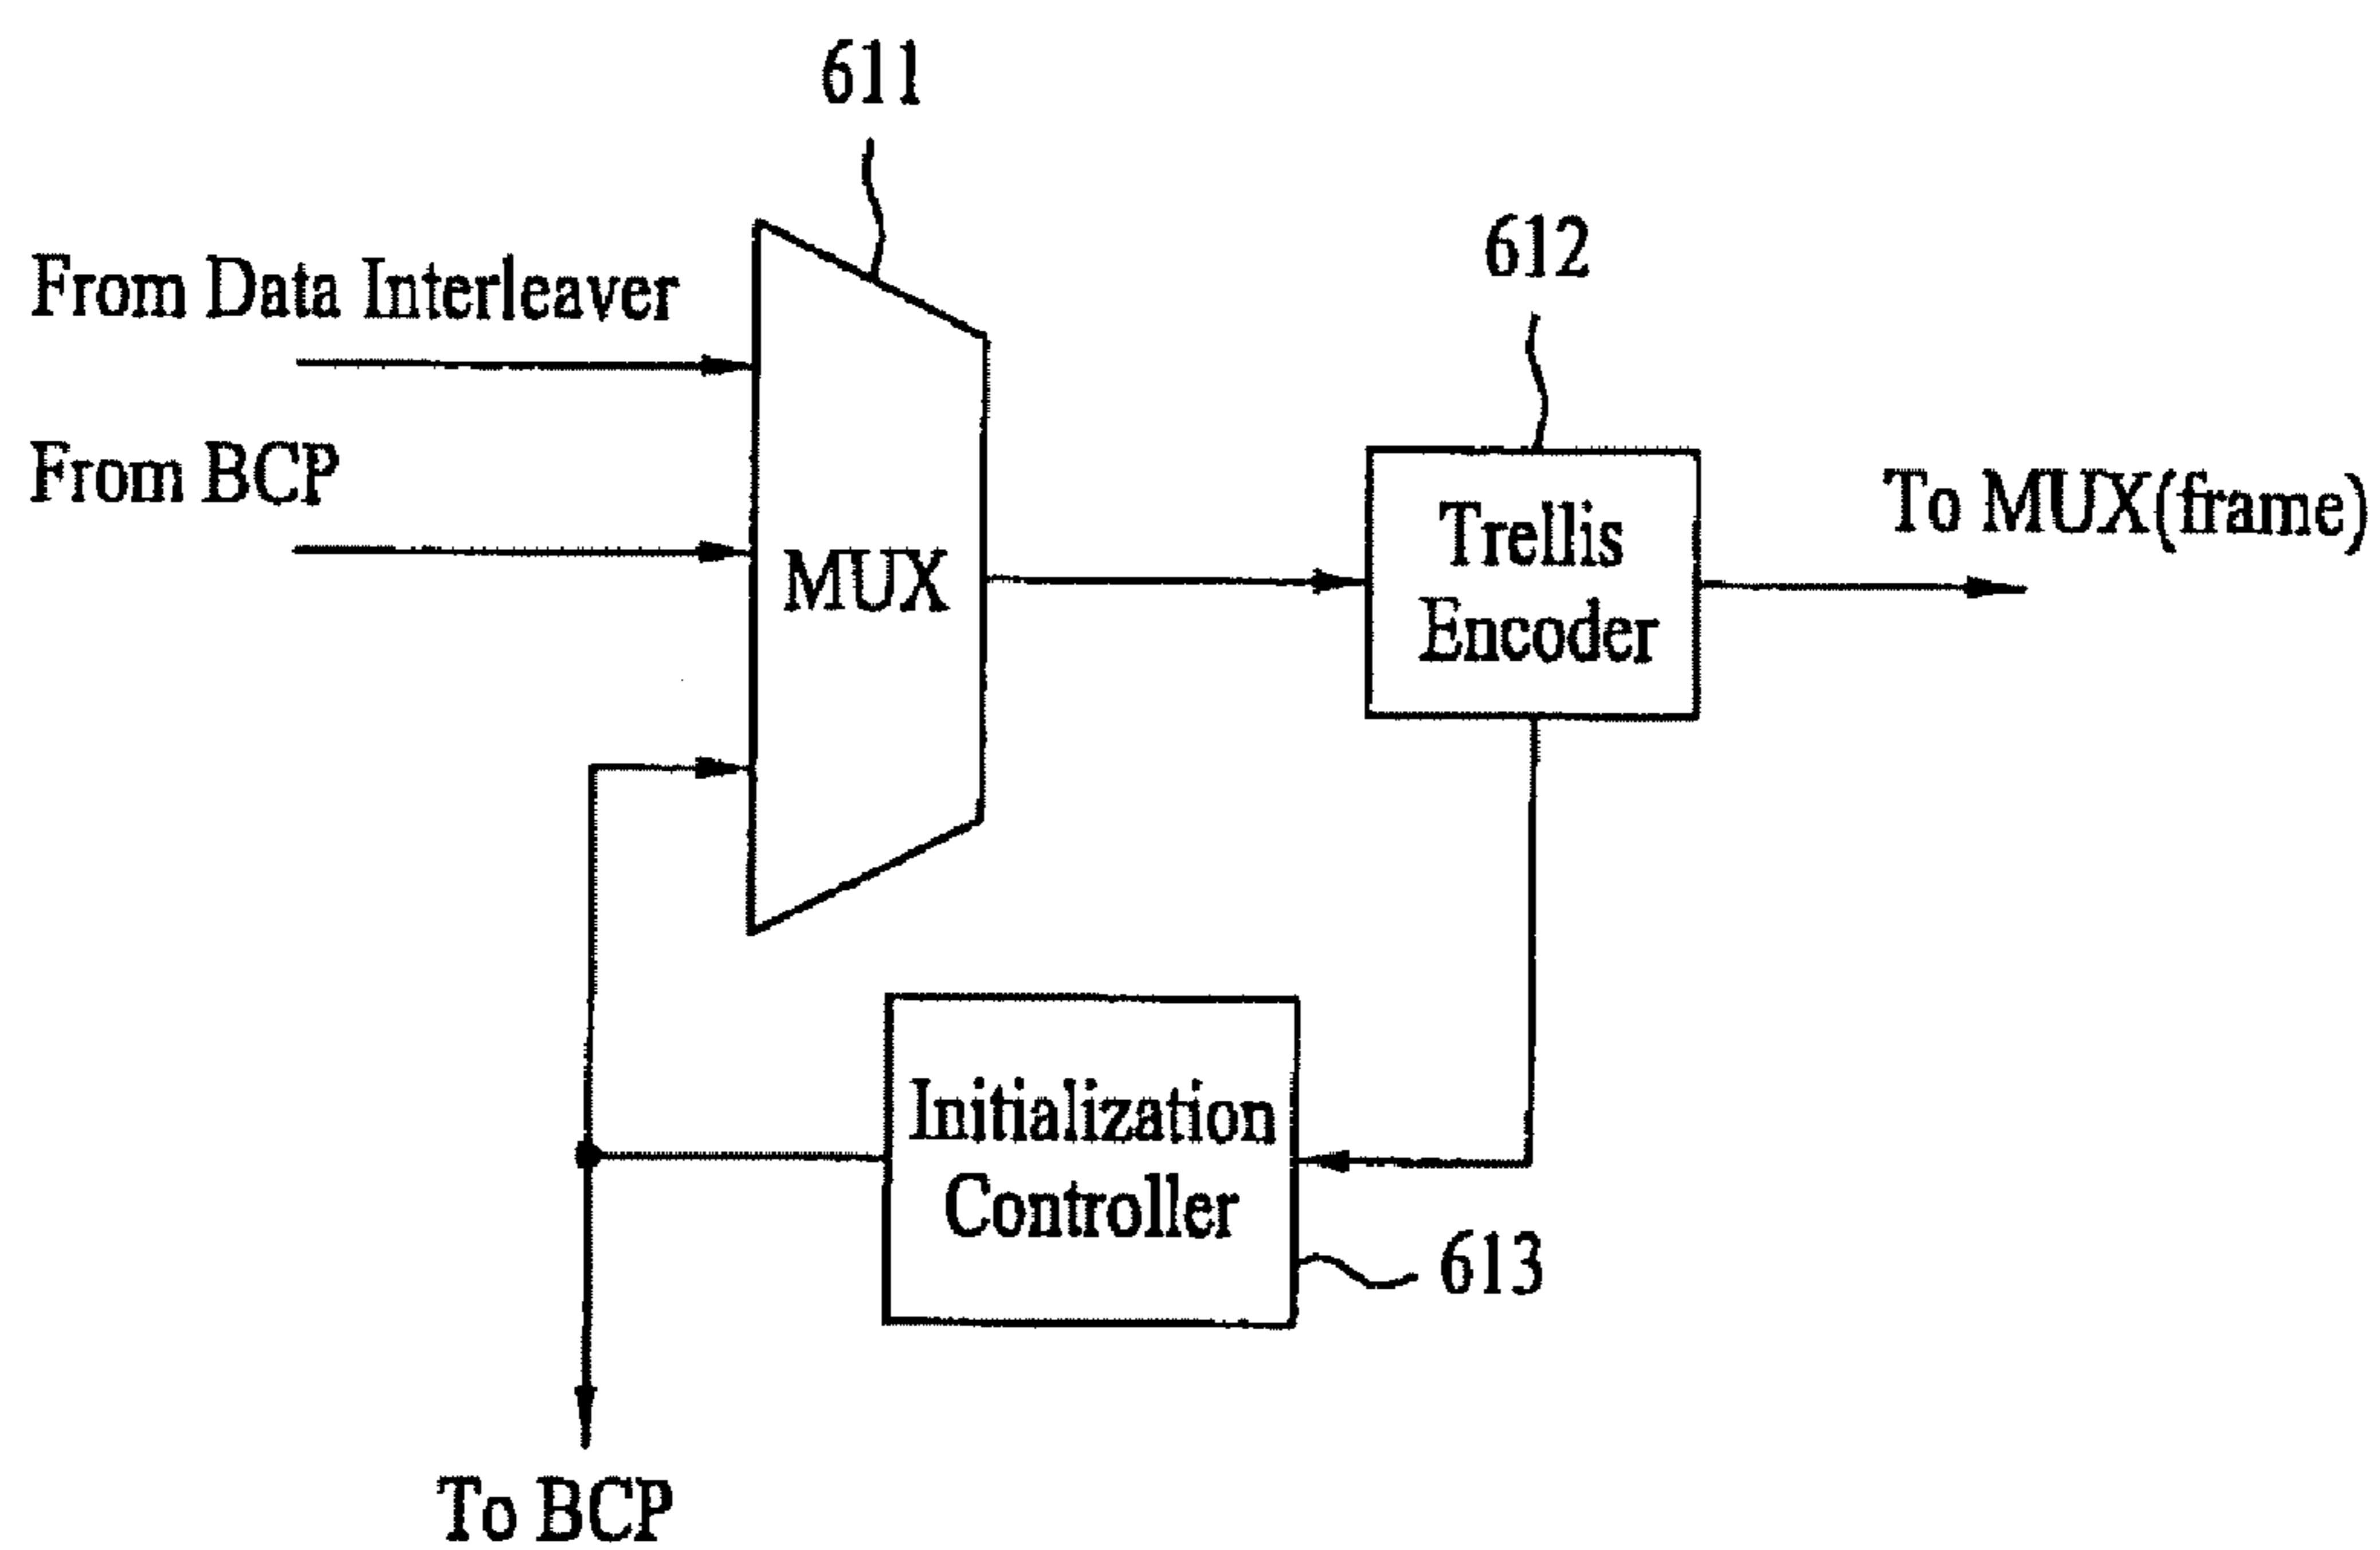 611
612
From Data Interleaver
From BCP
MUX
Trellis
Encoder
To MUX(frame)
Initialization
Controller
613
To BCP